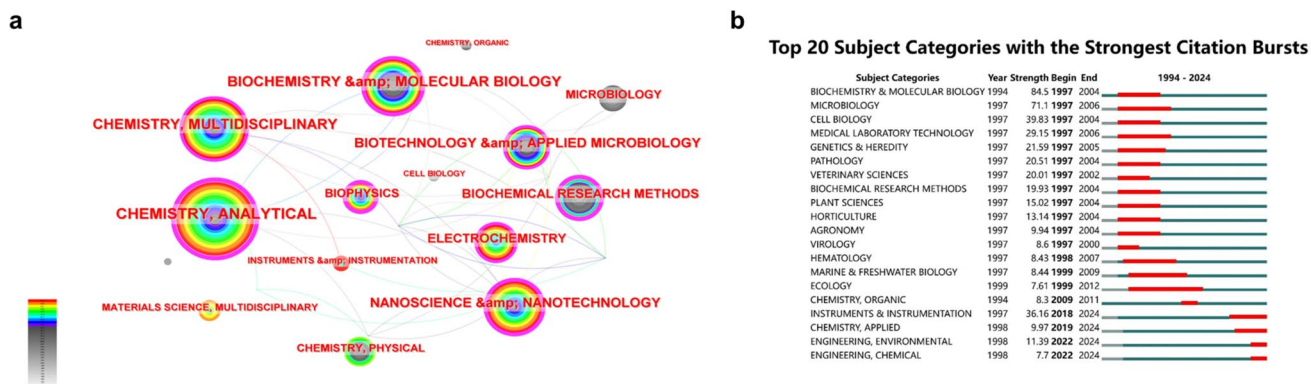 a
CHEMISTRY, ORGANIC
BIOCHEMISTRY &amp; MOLECULAR BIOLOGY
MICROBIOLOGY
CHEMISTRY, MULTIDISCIPLINARY
BIOTECHNOLOGY &amp; APPLIED MICROBIOLOGY
CELL BIOLOGY
BIOPHYSICS
BIOCHEMICAL RESEARCH METHODS
CHEMISTRY, ANALYTICAL
ELECTROCHEMISTRY
INSTRUMENTS &amp; INSTRUMENTATION
NANOSCIENCE &amp; NANOTECHNOLOGY
MATERIALS SCIENCE, MULTIDISCIPLINARY
CHEMISTRY, PHYSICAL
b
Top 20 Subject Categories with the Strongest Citation Bursts
Subject Categories Year Strength Begin End 1994 - 2024
BIOCHEMISTRY & MOLECULAR BIOLOGY 1994 84.5 1997 2004
MICROBIOLOGY 1997 71.1 1997 2006
CELL BIOLOGY 1997 39.83 1997 2004
MEDICAL LABORATORY TECHNOLOGY 1997 29.15 1997 2006
GENETICS & HEREDITY 1997 21.59 1997 2005
PATHOLOGY 1997 20.51 1997 2004
VETERINARY SCIENCES 1997 20.01 1997 2002
BIOCHEMICAL RESEARCH METHODS 1997 19.93 1997 2004
PLANT SCIENCES 1997 15.02 1997 2004
HORTICULTURE 1997 13.14 1997 2004
AGRONOMY 1997 9.94 1997 2004
VIROLOGY 1997 8.6 1997 2000
HEMATOLOGY 1997 8.43 1998 2007
MARINE & FRESHWATER BIOLOGY 1997 8.44 1999 2009
ECOLOGY 1999 7.61 1999 2012
CHEMISTRY, ORGANIC 1994 8.3 2009 2011
INSTRUMENTS & INSTRUMENTATION 1997 36.16 2018 2024
CHEMISTRY, APPLIED 1998 9.97 2019 2024
ENGINEERING, ENVIRONMENTAL 1998 11.39 2022 2024
ENGINEERING, CHEMICAL 1998 7.7 2022 2024